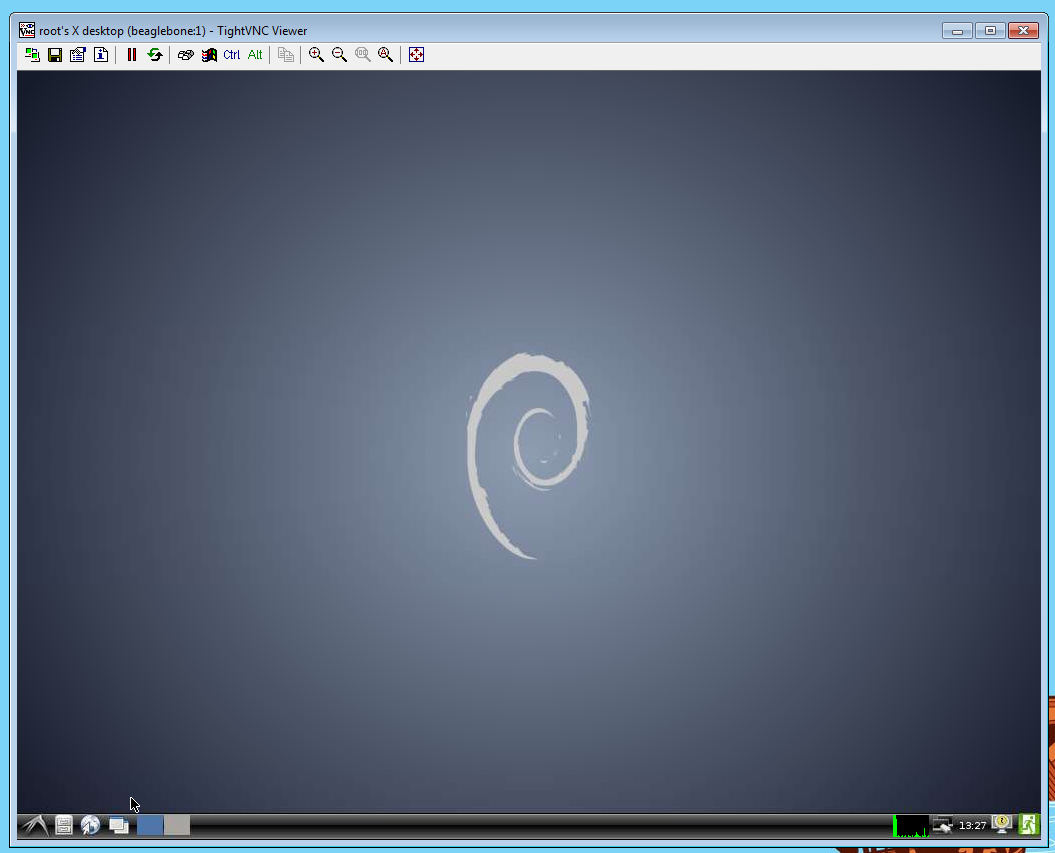 root's X desktop (beaglebone:1) - TightVNC Viewer
Ctrl Alt
13:27